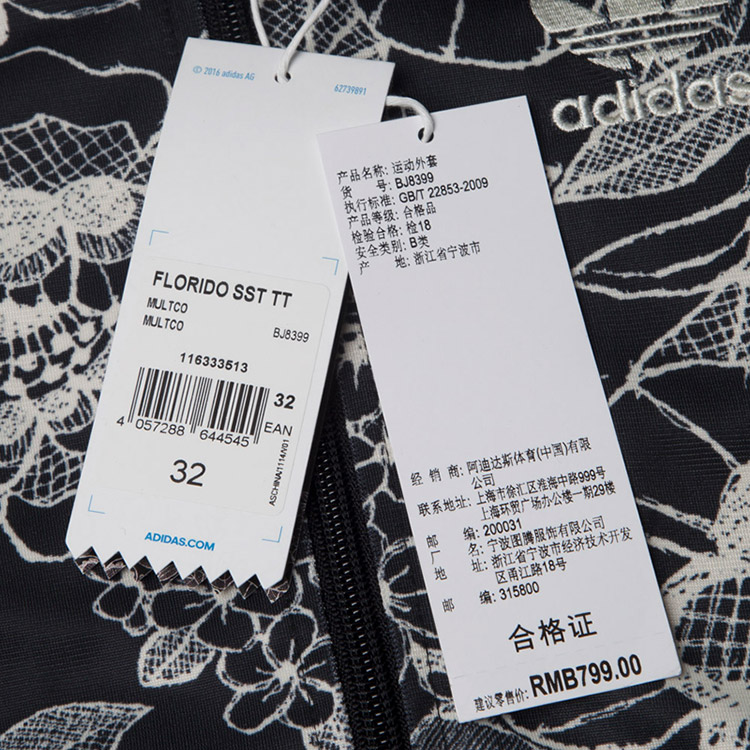 adidas
© 2016 adidas AG
62739891
FLORIDO SST TT
MULTCO
MULTCO BJ8399
116333513
32
4 057288 644545 EAN
32
ASCHINA/1114/V01
ADIDAS.COM
产品名称: 运动外套
货 号: BJ8399
执行标准: GB/T 22853-2009
产品等级: 合格品
检验合格: 检18
安全类别: B类
产 地: 浙江省宁波市
经 销 商: 阿迪达斯体育(中国)有限
公司
联系地址: 上海市徐汇区淮海中路999号
上海环贸广场办公楼一期29楼
邮 编: 200031
厂 名: 宁波图腾服饰有限公司
地 址: 浙江省宁波市经济技术开发
区甬江路18号
邮 编: 315800
合格证
建议零售价: RMB799.00